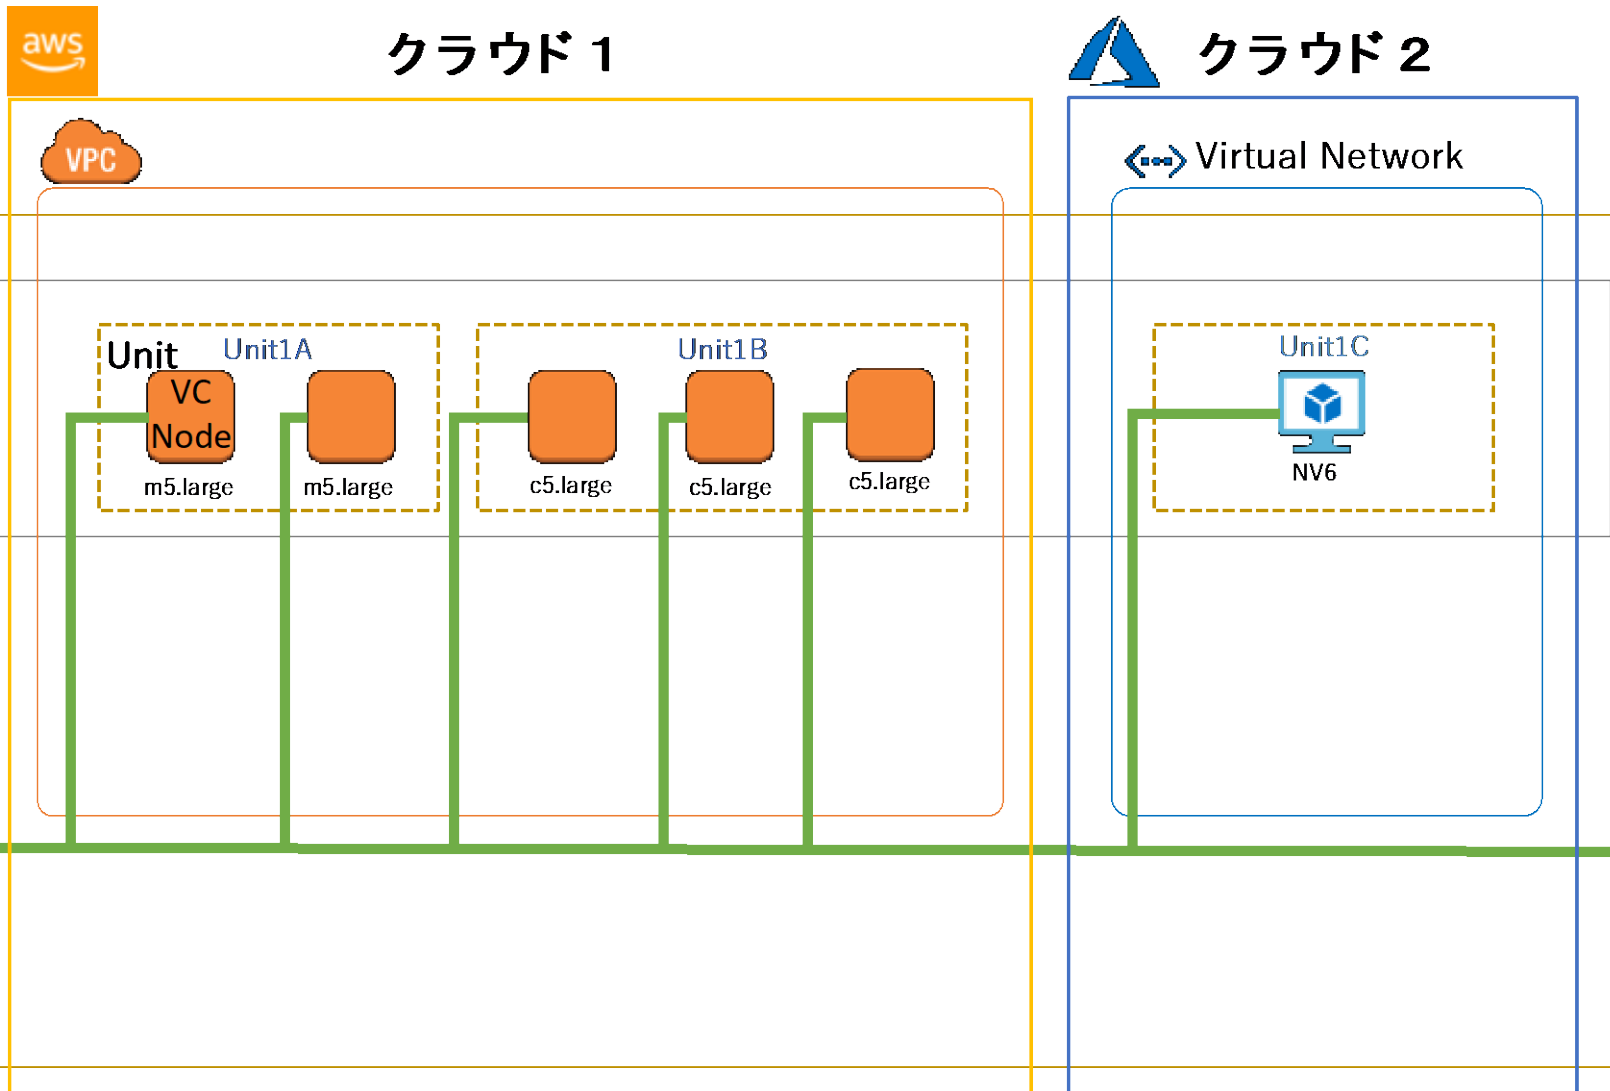 aws
クラウド１
クラウド２
VPC
Virtual Network
Unit
Unit1A
Unit1B
Unit1C
VC
Node
m5.large
m5.large
c5.large
c5.large
c5.large
NV6